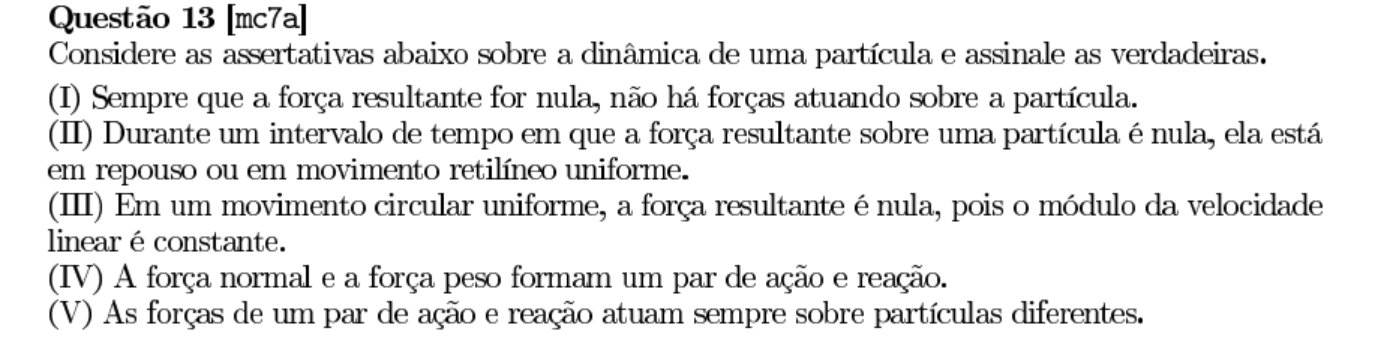 Questão 13 [mc7a]
Considere as assertativas abaixo sobre a dinâmica de uma partícula e assinale as verdadeiras.
(I) Sempre que a força resultante for nula, não há forças atuando sobre a partícula.
(II) Durante um intervalo de tempo em que a força resultante sobre uma partícula é nula, ela está
em repouso ou em movimento retilíneo uniforme.
(III) Em um movimento circular uniforme, a força resultante é nula, pois o módulo da velocidade
linear é constante.
(IV) A força normal e a força peso formam um par de ação e reação.
(V) As forças de um par de ação e reação atuam sempre sobre partículas diferentes.